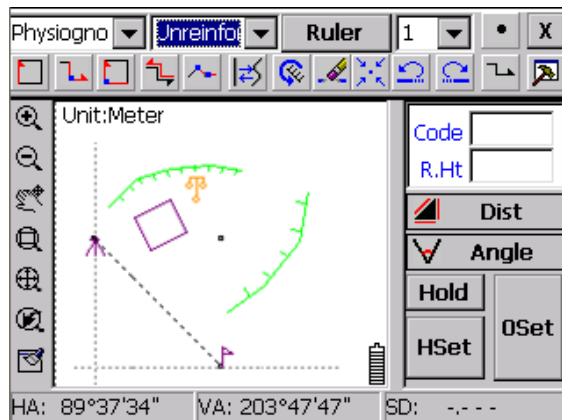 Physiogno Unreinfo Ruler 1 X
Unit:Meter
Code
R.Ht
Dist
Angle
Hold
HSet
0Set
HA: 89°37'34" VA: 203°47'47" SD: -.- - -